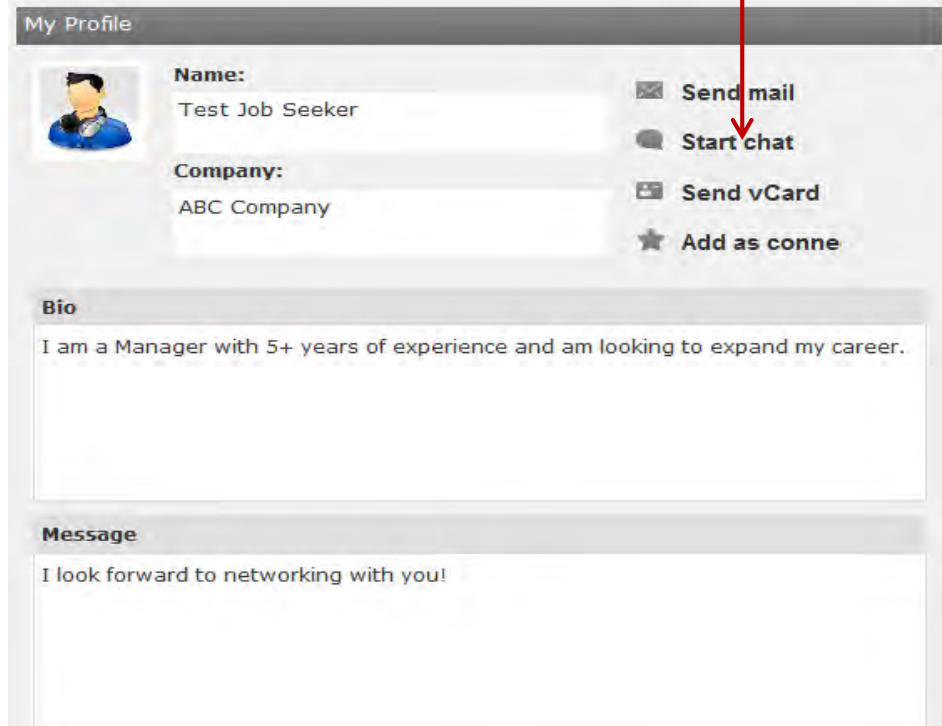 My Profile
Name:
Test Job Seeker
Company:
ABC Company
Send mail
Start chat
Send vCard
Add as conne
Bio
I am a Manager with 5+ years of experience and am looking to expand my career.
Message
I look forward to networking with you!